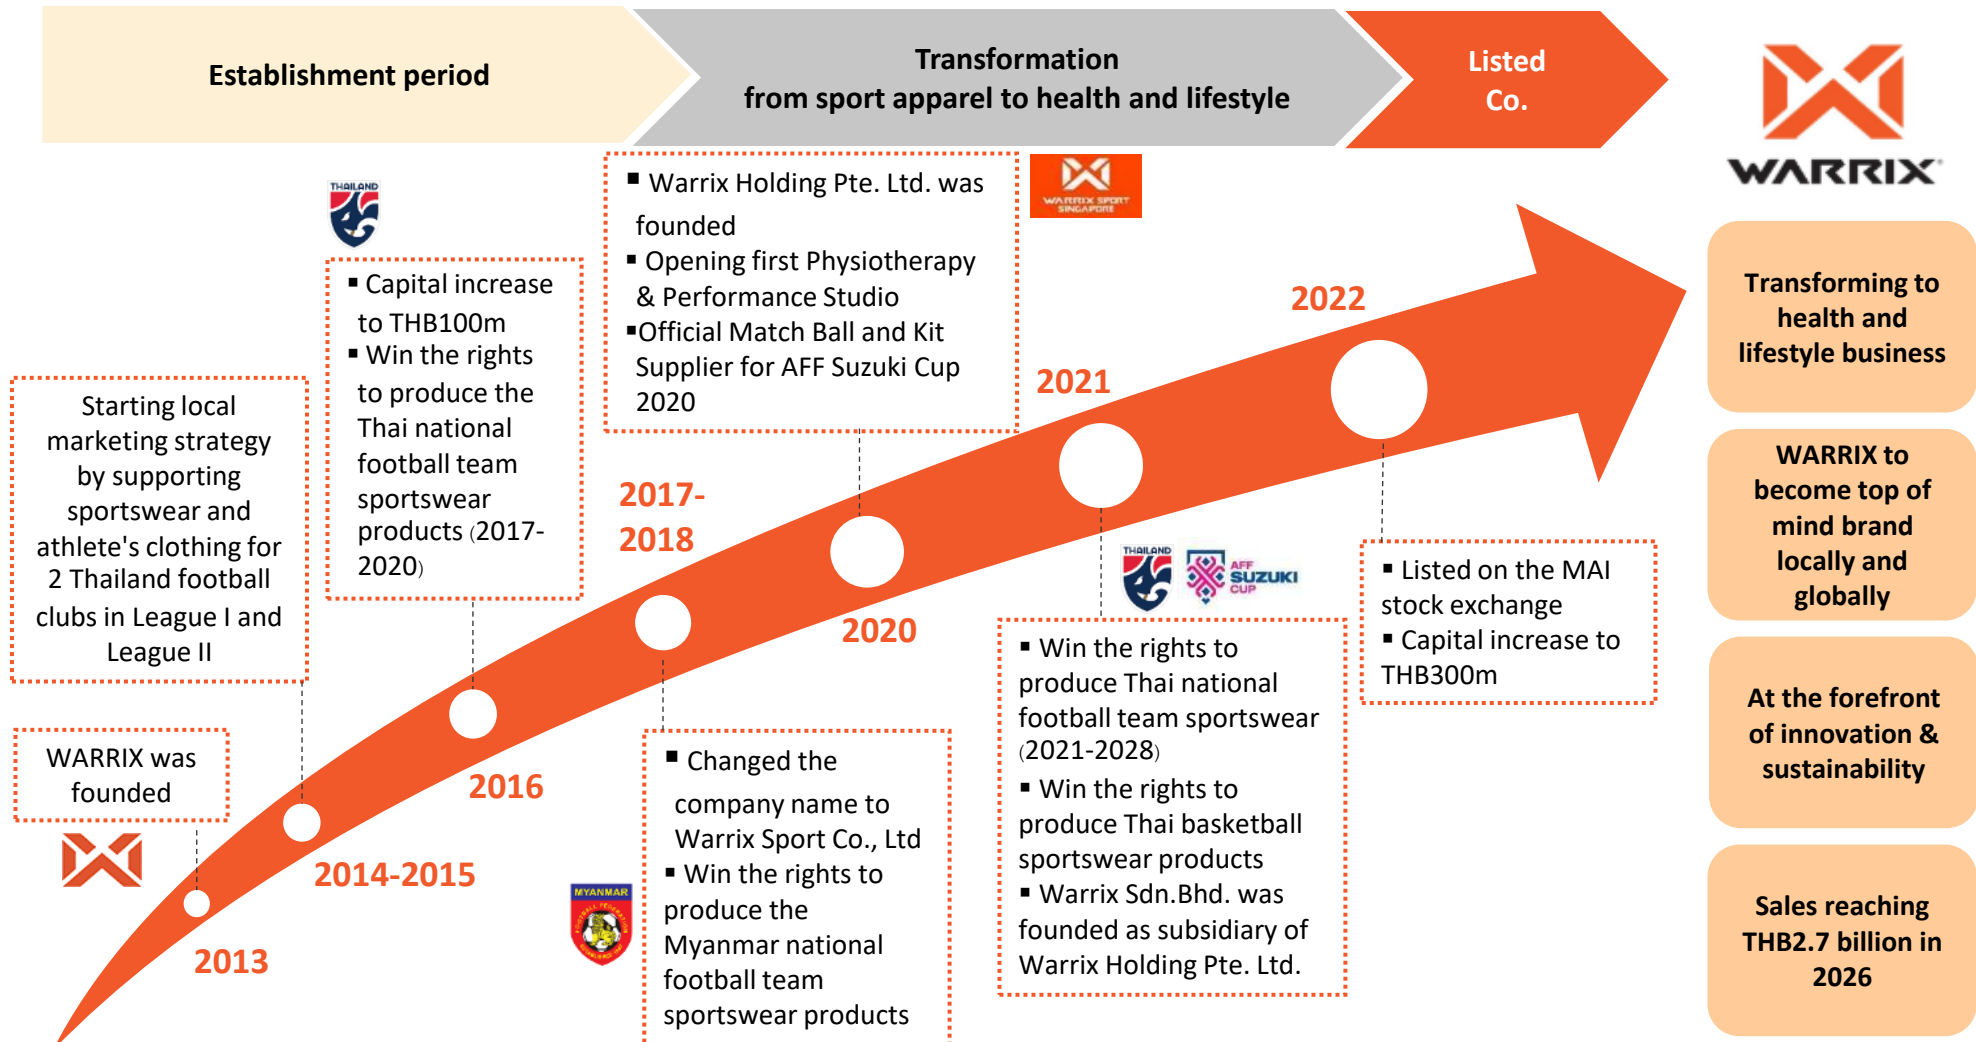 Establishment period
Transformation
from sport apparel to health and lifestyle
Listed
Co.
WARRIX
THAILAND
WARRIX SPORT
SINGAPORE
▪ Warrix Holding Pte. Ltd. was
founded
▪ Opening first Physiotherapy
& Performance Studio
▪Official Match Ball and Kit
Supplier for AFF Suzuki Cup
2020
▪ Capital increase
to THB100m
▪ Win the rights
to produce the
Thai national
football team
sportswear
products (2017-
2020)
Starting local
marketing strategy
by supporting
sportswear and
athlete's clothing for
2 Thailand football
clubs in League I and
League II
WARRIX was
founded
2013
2014-2015
2016
2017-
2018
2020
2021
2022
MYANMAR
▪ Changed the
company name to
Warrix Sport Co., Ltd
▪ Win the rights to
produce the
Myanmar national
football team
sportswear products
THAILAND
AFF
SUZUKI
CUP
▪ Win the rights to
produce Thai national
football team sportswear
(2021-2028)
▪ Win the rights to
produce Thai basketball
sportswear products
▪ Warrix Sdn.Bhd. was
founded as subsidiary of
Warrix Holding Pte. Ltd.
▪ Listed on the MAI
stock exchange
▪ Capital increase to
THB300m
Transforming to
health and
lifestyle business
WARRIX to
become top of
mind brand
locally and
globally
At the forefront
of innovation &
sustainability
Sales reaching
THB2.7 billion in
2026